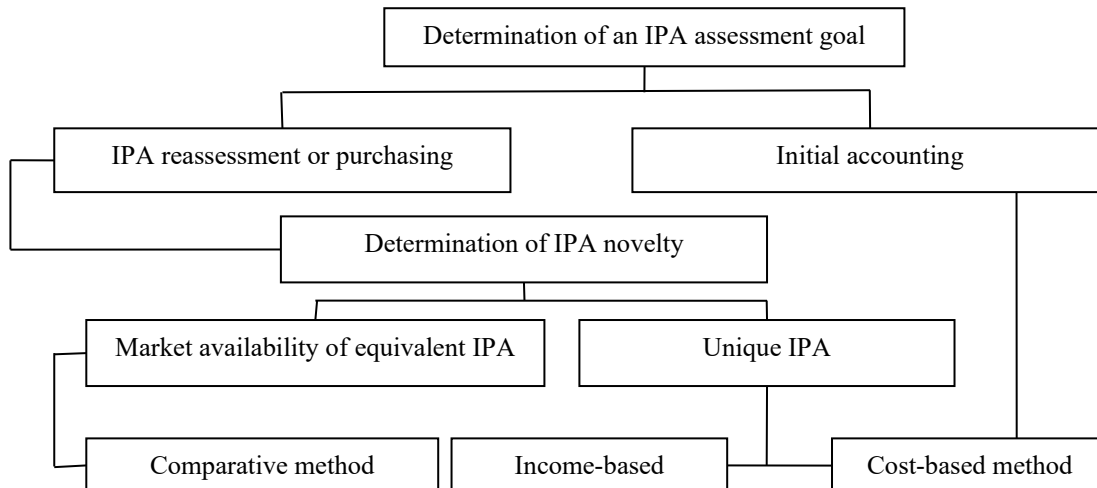 Determination of an IPA assessment goal
IPA reassessment or purchasing
Initial accounting
Determination of IPA novelty
Market availability of equivalent IPA
Unique IPA
Comparative method
Income-based
Cost-based method